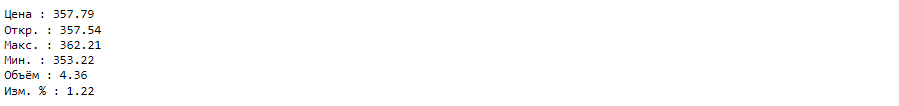 Цена : 357.79
Откр. : 357.54
Макс. : 362.21
Мин. : 353.22
Объём : 4.36
Изм. % : 1.22